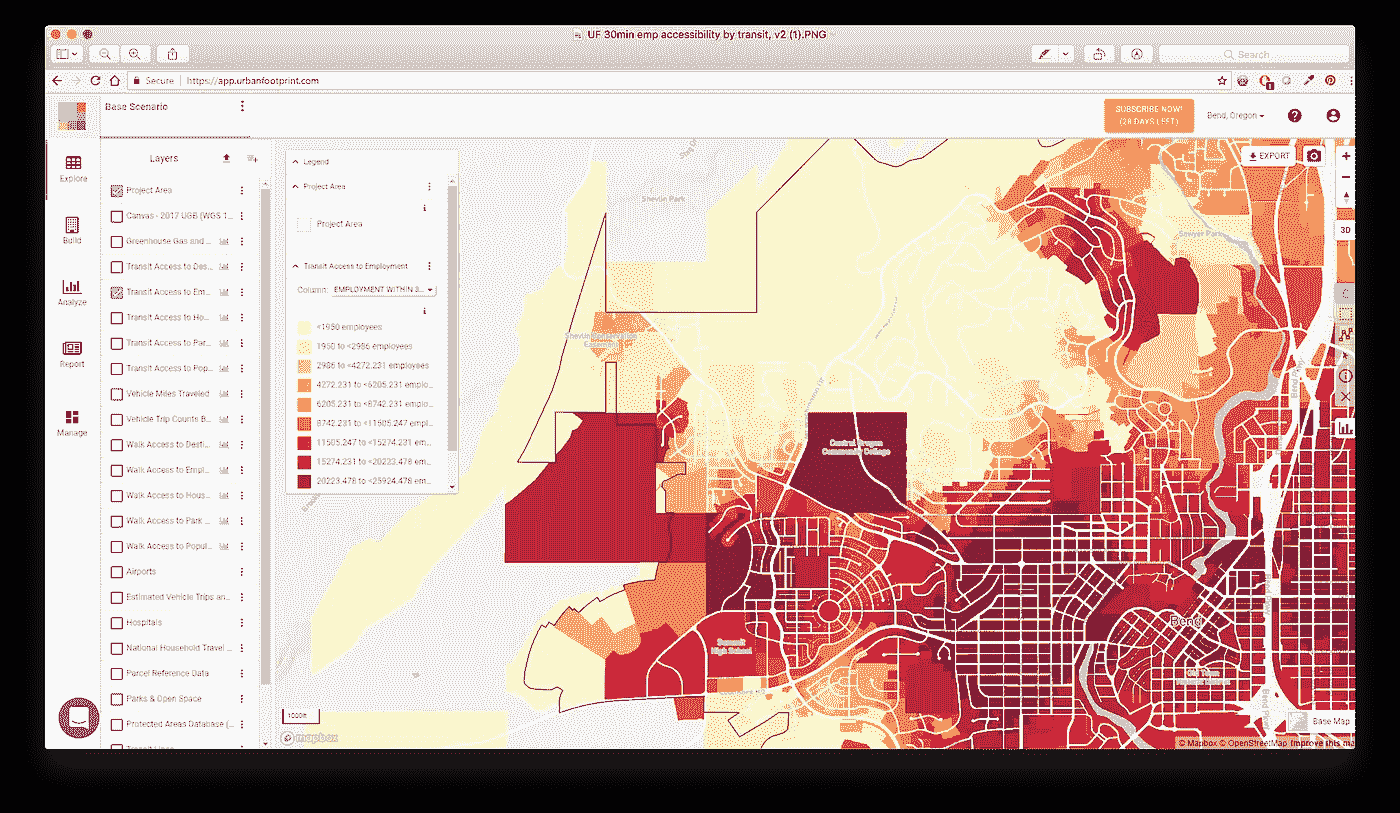 UF 30min emp accessibility by transit, v2 (1).PNG
Search
Secure https://app.urbanfootprint.com
Base Scenario
SUBSCRIBE NOW!
(28 DAYS LEFT)
Bend, Oregon
Explore
Build
Analyze
Report
Manage
Layers
Project Area
Canvas - 2017 UGB (WGS 1...
Greenhouse Gas and ...
Transit Access to Des...
Transit Access to Em...
Transit Access to Ho...
Transit Access to Par...
Transit Access to Pop...
Vehicle Miles Traveled
Vehicle Trip Counts B...
Walk Access to Desti...
Walk Access to Empl...
Walk Access to Hous...
Walk Access to Park ...
Walk Access to Popul...
Airports
Estimated Vehicle Trips an...
Hospitals
National Household Travel ...
Parcel Reference Data
Parks & Open Space
Protected Areas Database (...
Legend
Project Area
Project Area
Transit Access to Employment
Column: EMPLOYMENT WITHIN 3...
<1950 employees
1950 to <2986 employees
2986 to <4272.231 employees
4272.231 to <6205.231 emplo...
6205.231 to <8742.231 emplo...
8742.231 to <11505.247 empl...
11505.247 to <15274.231 em...
15274.231 to <20223.478 em...
20223.478 to <25924.478 em...
EXPORT
3D
Shevlin Park
Sawyer Park
Central Oregon
Community College
Summit
High School
Bend
Old Town
1000ft
mapbox
Base Map
© Mapbox © OpenStreetMap Improve this ma